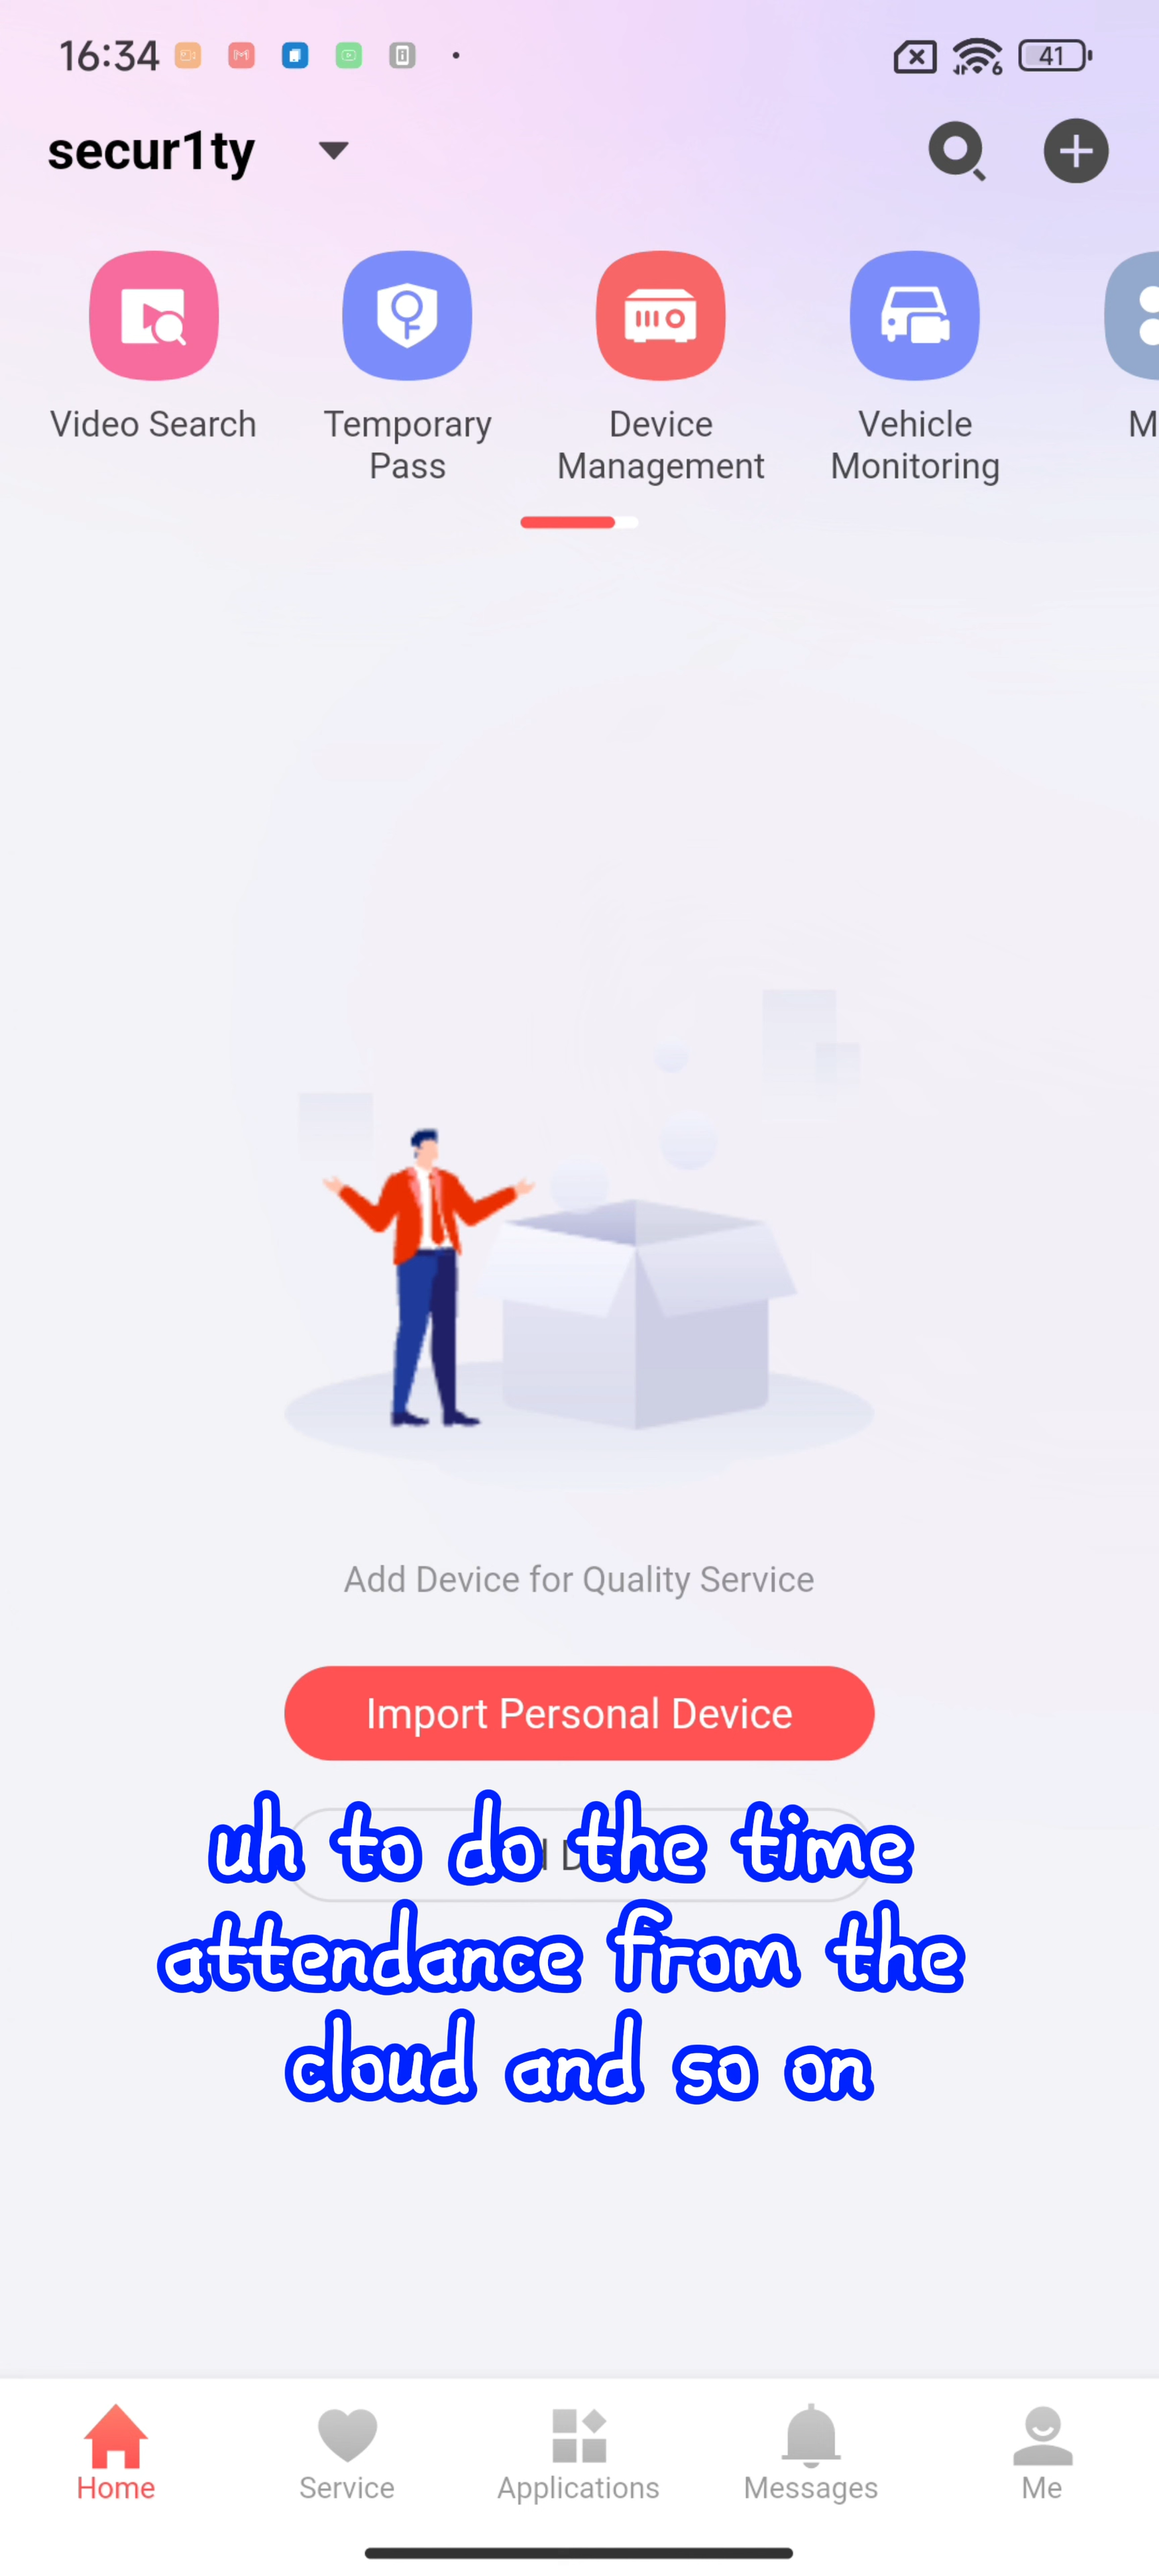 16:34
41
secur1ty
Video Search
Temporary
Pass
Device
Management
Vehicle
Monitoring
Add Device for Quality Service
Import Personal Device
uh to do the time
attendance from the
cloud and so on
Home
Service
Applications
Messages
Me